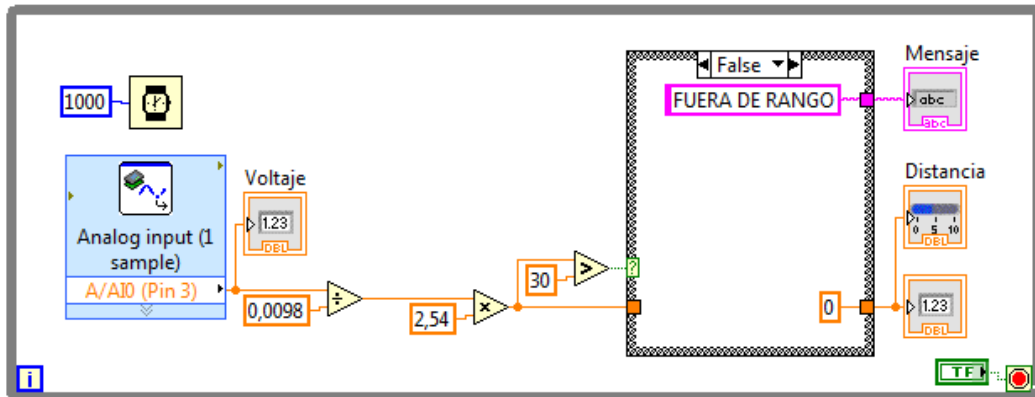 1000
Analog input (1
sample)
A/AI0 (Pin 3)
Voltaje
1.23
DBL
0,0098
÷
2,54
×
30
>
?
False
FUERA DE RANGO
0
Mensaje
abc
abc
Distancia
0 5 10
DBL
1.23
DBL
TF
i